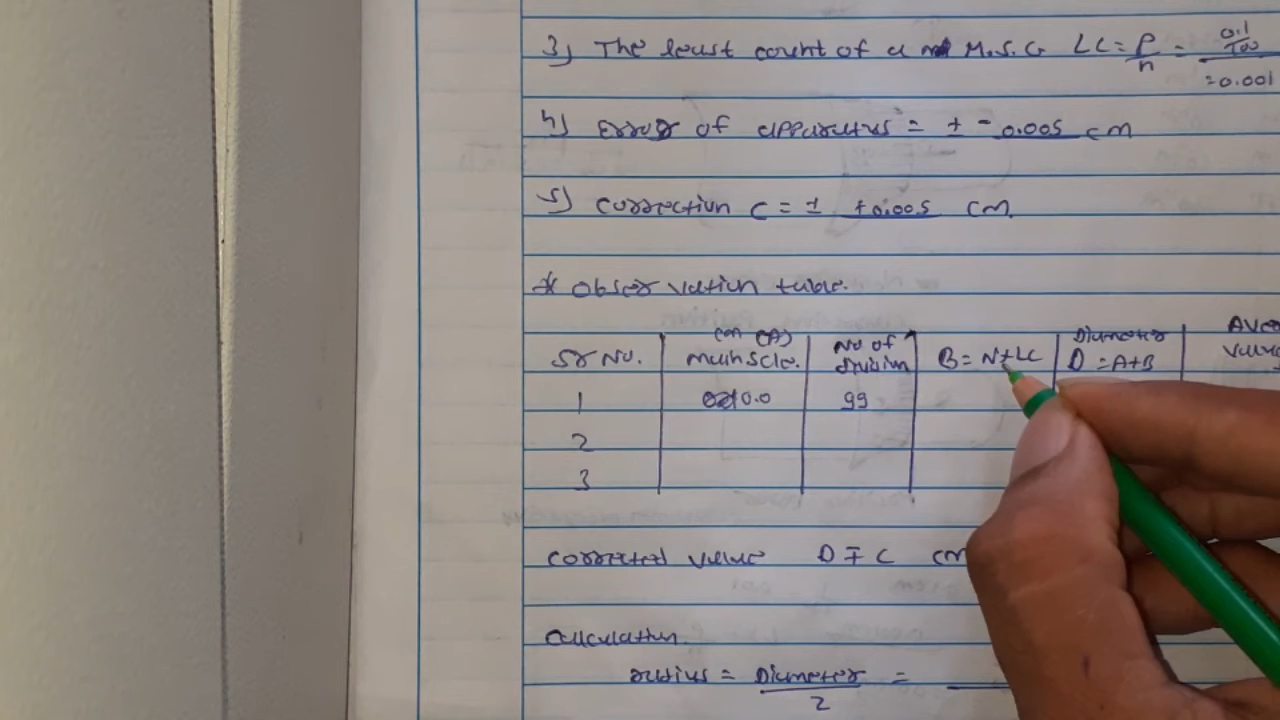 3) The least count of a M.S.G LC = P/n = 0.1/100
= 0.001
4) Error of apparatus = ± - 0.005 cm
5) correction C = ± +0.005 cm
* Observation table.
Sr No. | cm (A) main scle. | No of division | B = N+LC | Diameter D = A+B |
1 | 0.0 | 99
2
3
corrected value D ∓ C cm
Calculation.
radius = Diameter/2 =